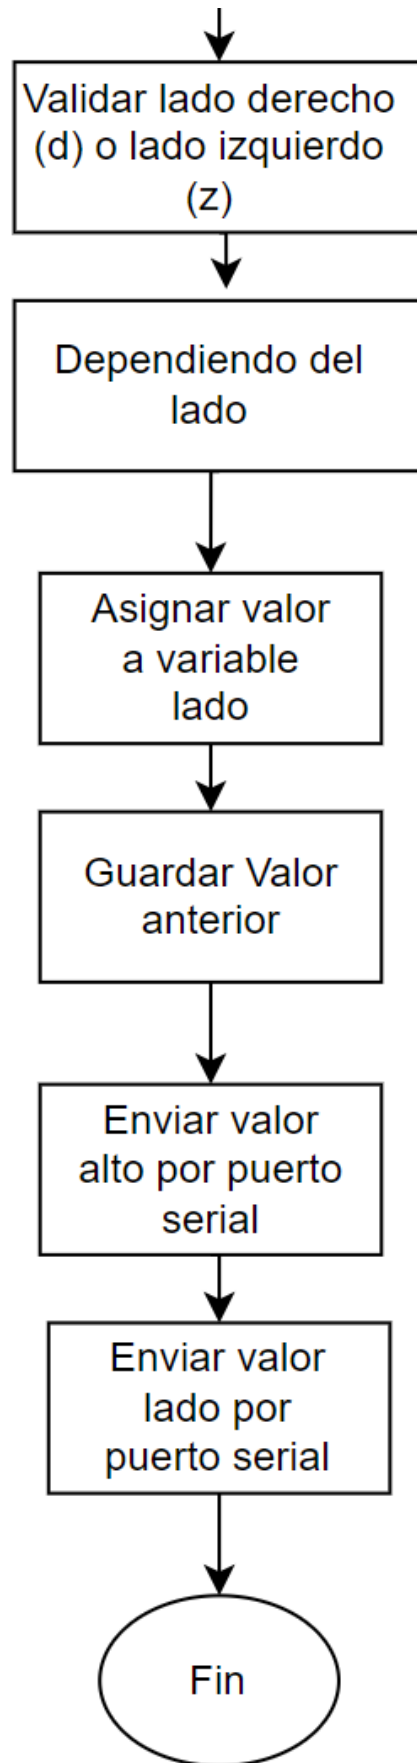 Validar lado derecho
(d) o lado izquierdo
(z)
Dependiendo del
lado
Asignar valor
a variable
lado
Guardar Valor
anterior
Enviar valor
alto por puerto
serial
Enviar valor
lado por
puerto serial
Fin